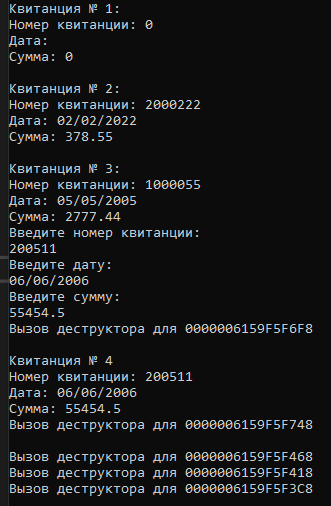 Квитанция № 1:
Номер квитанции: 0
Дата:
Сумма: 0
Квитанция № 2:
Номер квитанции: 2000222
Дата: 02/02/2022
Сумма: 378.55
Квитанция № 3:
Номер квитанции: 1000055
Дата: 05/05/2005
Сумма: 2777.44
Введите номер квитанции:
200511
Введите дату:
06/06/2006
Введите сумму:
55454.5
Вызов деструктора для 0000006159F5F6F8
Квитанция № 4
Номер квитанции: 200511
Дата: 06/06/2006
Сумма: 55454.5
Вызов деструктора для 0000006159F5F748
Вызов деструктора для 0000006159F5F468
Вызов деструктора для 0000006159F5F418
Вызов деструктора для 0000006159F5F3C8